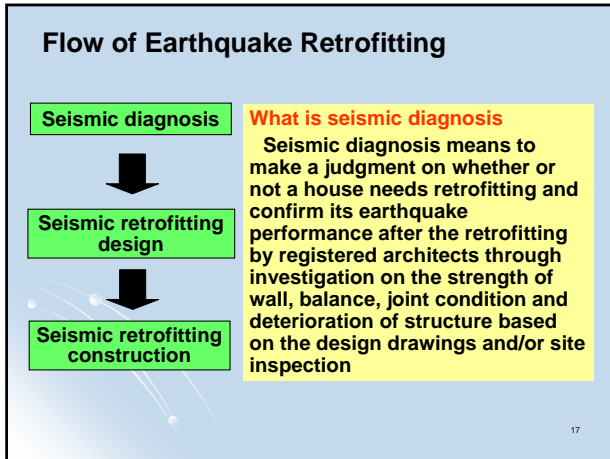 Flow of Earthquake Retrofitting
Seismic diagnosis
Seismic retrofitting
design
Seismic retrofitting
construction
What is seismic diagnosis
Seismic diagnosis means to
make a judgment on whether or
not a house needs retrofitting and
confirm its earthquake
performance after the retrofitting
by registered architects through
investigation on the strength of
wall, balance, joint condition and
deterioration of structure based
on the design drawings and/or site
inspection
17